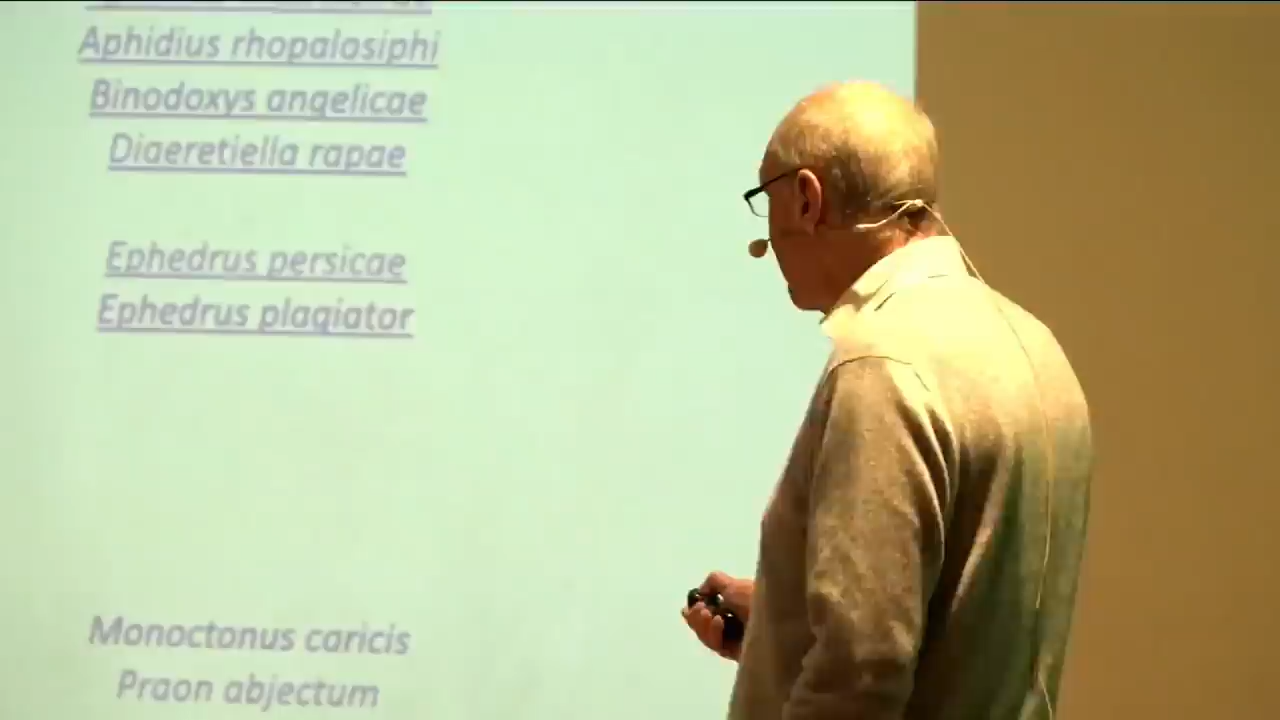 Aphidius rhopalosiphi
Binodoxys angelicae
Diaeretiella rapae
Ephedrus persicae
Ephedrus plagiator
Monoctonus caricis
Praon abjectum